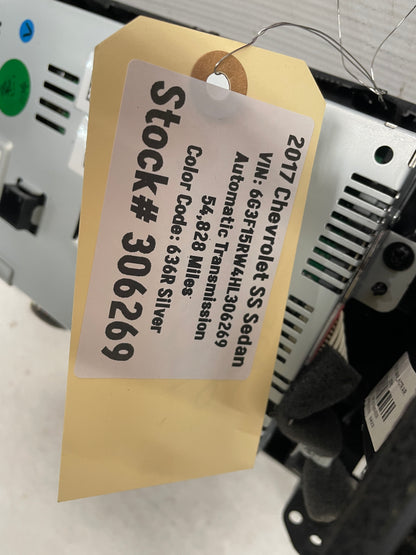 2017 Chevrolet SS Sedan
VIN: 6G3F15RW4HL306269
Automatic Transmission
54,828 Miles
Color Code: 636R Silver
Stock# 306269